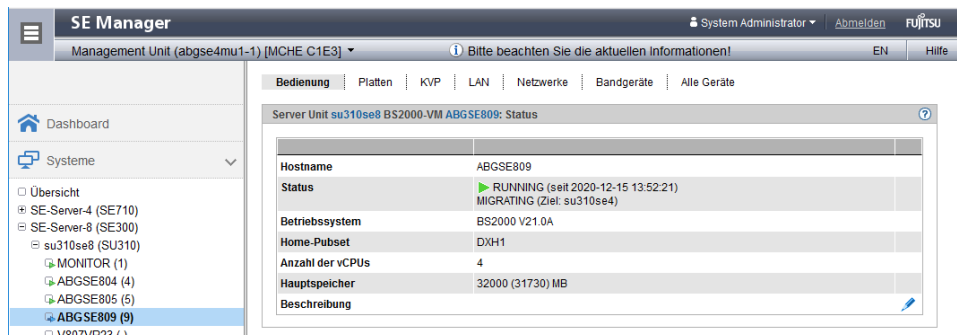 SE Manager
System Administrator
Abmelden
FUJITSU
Management Unit (abgse4mu1-1) [MCHE C1E3]
Bitte beachten Sie die aktuellen Informationen!
EN
Hilfe
Bedienung
Platten
KVP
LAN
Netzwerke
Bandgeräte
Alle Geräte
Dashboard
Systeme
Übersicht
SE-Server-4 (SE710)
SE-Server-8 (SE300)
su310se8 (SU310)
MONITOR (1)
ABGSE804 (4)
ABGSE805 (5)
ABGSE809 (9)
Server Unit su310se8 BS2000-VM ABGSE809: Status
Hostname ABGSE809
Status RUNNING (seit 2020-12-15 13:52:21)
MIGRATING (Ziel: su310se4)
Betriebssystem BS2000 V21.0A
Home-Pubset DXH1
Anzahl der vCPUs 4
Hauptspeicher 32000 (31730) MB
Beschreibung